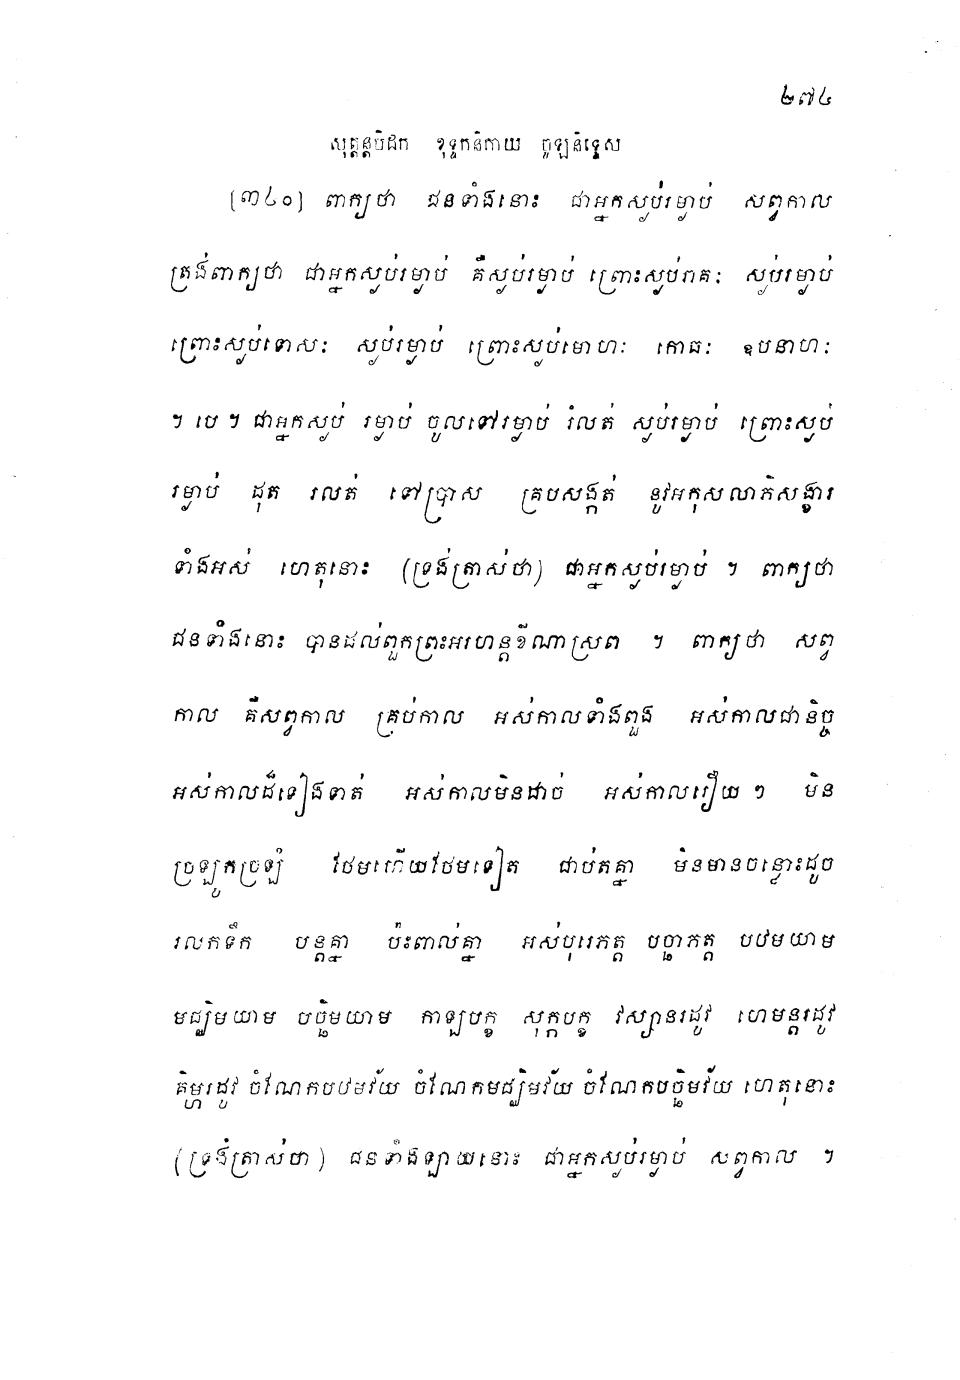 ២៧៤
សុត្តន្តបិដក ខុទ្ទកនិកាយ ចូឡនិទ្ទេស
[៣៤០] ពាក្យថា ជនទាំងនោះ ជាអ្នកស្ងប់រម្ងាប់ សព្វកាល
ត្រង់ពាក្យថា ជាអ្នកស្ងប់រម្ងាប់ គឺស្ងប់រម្ងាប់ ព្រោះស្ងប់រាគៈ ស្ងប់រម្ងាប់
ព្រោះស្ងប់ទោសៈ ស្ងប់រម្ងាប់ ព្រោះស្ងប់មោហៈ កោធៈ ឧបនាហៈ
។ បេ ។ ជាអ្នកស្ងប់ រម្ងាប់ ចូលទៅរម្ងាប់ រំលត់ ស្ងប់រម្ងាប់ ព្រោះស្ងប់
រម្ងាប់ ដុត រលត់ ទៅប្រាស គ្របសង្កត់ នូវអកុសលាភិសង្ខារ
ទាំងអស់ ហេតុនោះ (ទ្រង់ត្រាស់ថា) ជាអ្នកស្ងប់រម្ងាប់ ។ ពាក្យថា
ជនទាំងនោះ បានដល់ពួកព្រះអរហន្តខីណាស្រព ។ ពាក្យថា សព្វ
កាល គឺសព្វកាល គ្រប់កាល អស់កាលទាំងពួង អស់កាលជានិច្ច
អស់កាលដ៏ទៀងទាត់ អស់កាលមិនដាច់ អស់កាលរឿយ ៗ មិន
ច្រឡូកច្រឡំ ថែមហើយថែមទៀត ជាប់តគ្នា មិនមានចន្លោះដូច
រលកទឹក បន្តគ្នា ប៉ះពាល់គ្នា អស់បុរេភត្ត បច្ឆាភត្ត បឋមយាម
មជ្ឈិមយាម បច្ឆិមយាម កាឡបក្ខ សុក្កបក្ខ វស្សានរដូវ ហេមន្តរដូវ
គិម្ហរដូវ ចំណែកបឋមវ័យ ចំណែកមជ្ឈិមវ័យ ចំណែកបច្ឆិមវ័យ ហេតុនោះ
(ទ្រង់ត្រាស់ថា) ជនទាំងឡាយនោះ ជាអ្នកស្ងប់រម្ងាប់ សព្វកាល ។